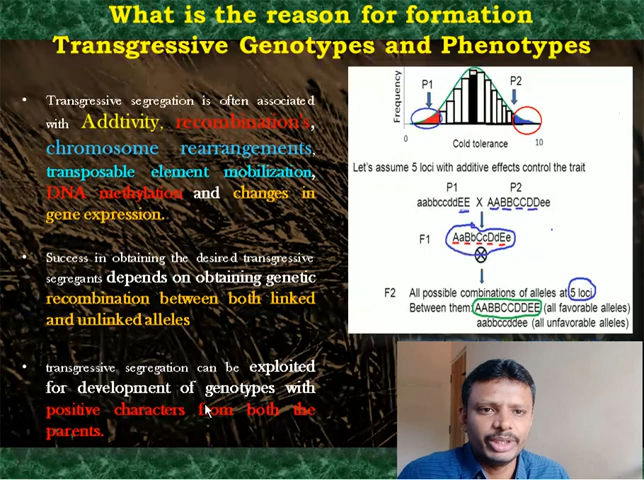 What is the reason for formation
Transgressive Genotypes and Phenotypes
• Transgressive segregation is often associated
with Addtivity, recombination's,
chromosome rearrangements,
transposable element mobilization,
DNA methylation and changes in
gene expression.
• Success in obtaining the desired transgressive
segregants depends on obtaining genetic
recombination between both linked
and unlinked alleles
• transgressive segregation can be exploited
for development of genotypes with
positive characters from both the
parents.
Frequency
P1
P2
0
10
Cold tolerance
Let's assume 5 loci with additive effects control the trait
P1 P2
aabbccddEE X AABBCCDDee
F1 AaBbCcDdEe
F2 All possible combinations of alleles at 5 loci
Between them: AABBCCDDEE (all favorable alleles)
aabbccddee (all unfavorable alleles)